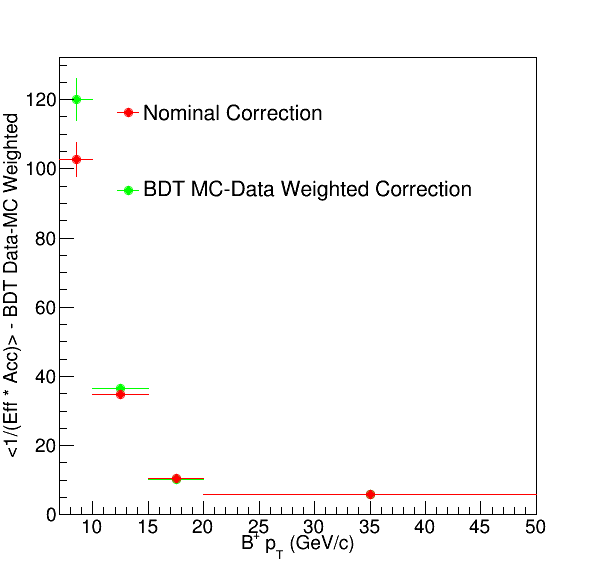 <1/(Eff * Acc)> - BDT Data-MC Weighted
120
100
80
60
40
20
0
Nominal Correction
BDT MC-Data Weighted Correction
10 15 20 25 30 35 40 45 50
B+ pT (GeV/c)